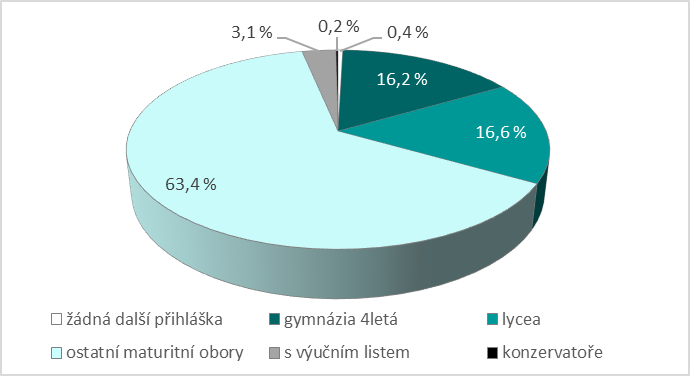 3,1 % 0,2 % 0,4 %
16,2 %
16,6 %
63,4 %
žádná další přihláška gymnázia 4letá lycea
ostatní maturitní obory s výučním listem konzervatoře